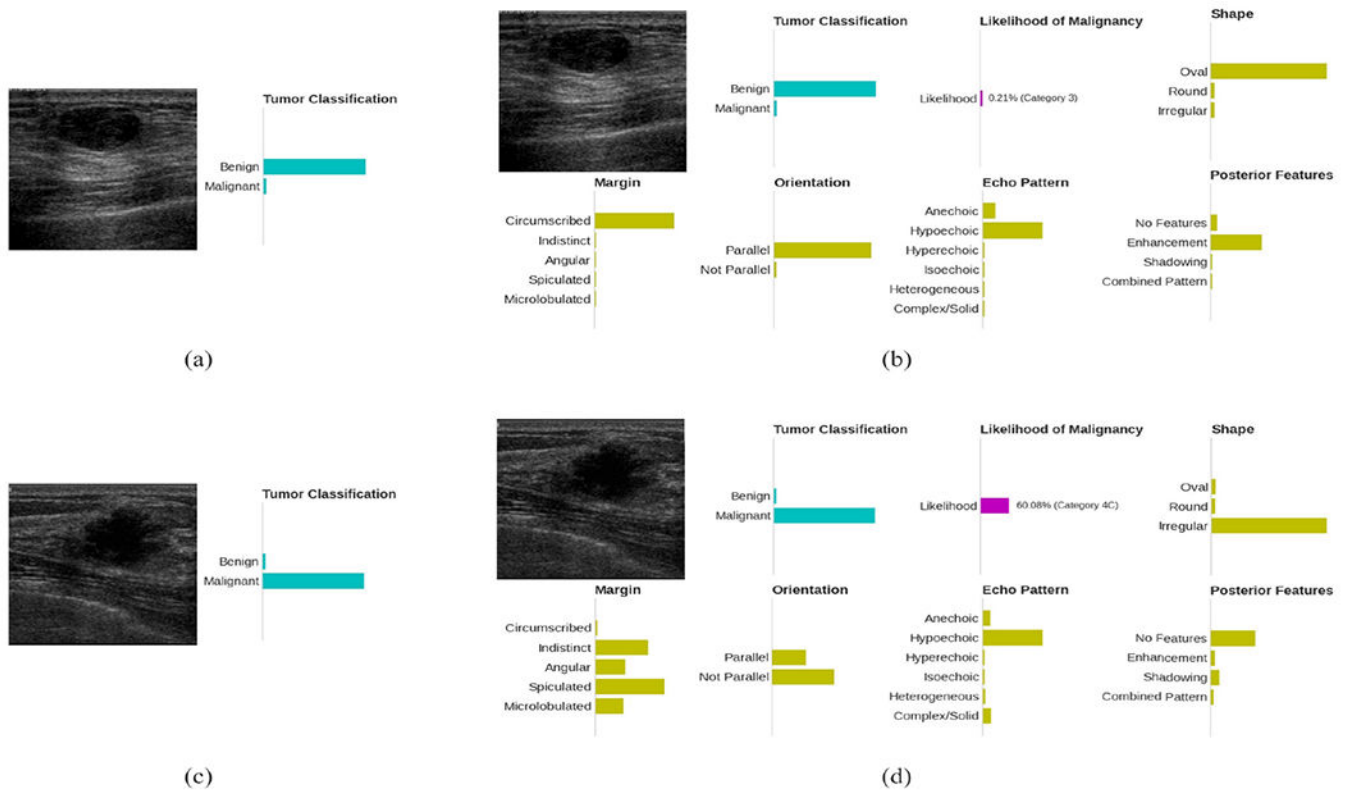 Tumor Classification
Benign
Malignant
(a)
Tumor Classification
Benign
Malignant
Likelihood of Malignancy
Likelihood
0.21% (Category 3)
Shape
Oval
Round
Irregular
Margin
Circumscribed
Indistinct
Angular
Spiculated
Microlobulated
Orientation
Parallel
Not Parallel
Echo Pattern
Anechoic
Hypoechoic
Hyperechoic
Isoechoic
Heterogeneous
Complex/Solid
Posterior Features
No Features
Enhancement
Shadowing
Combined Pattern
(b)
Tumor Classification
Benign
Malignant
(c)
Tumor Classification
Benign
Malignant
Likelihood of Malignancy
Likelihood
60.08% (Category 4C)
Shape
Oval
Round
Irregular
Margin
Circumscribed
Indistinct
Angular
Spiculated
Microlobulated
Orientation
Parallel
Not Parallel
Echo Pattern
Anechoic
Hypoechoic
Hyperechoic
Isoechoic
Heterogeneous
Complex/Solid
Posterior Features
No Features
Enhancement
Shadowing
Combined Pattern
(d)